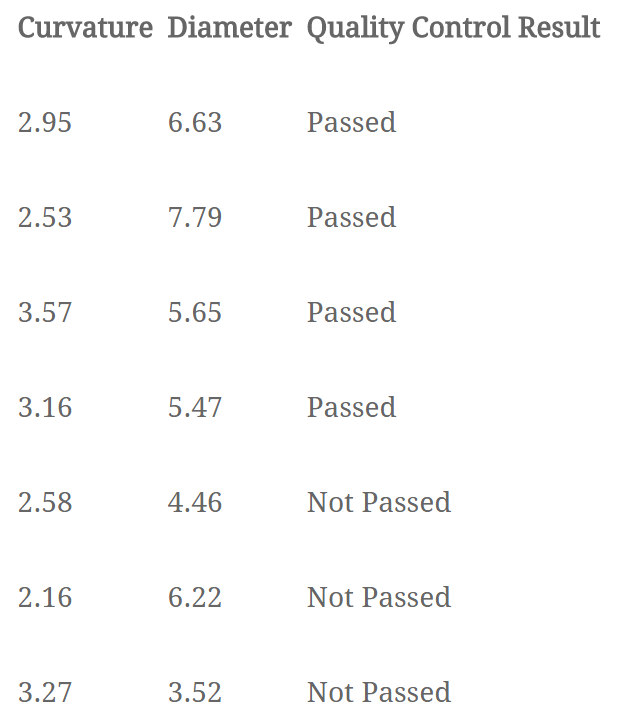 Curvature Diameter Quality Control Result
2.95 6.63 Passed
2.53 7.79 Passed
3.57 5.65 Passed
3.16 5.47 Passed
2.58 4.46 Not Passed
2.16 6.22 Not Passed
3.27 3.52 Not Passed